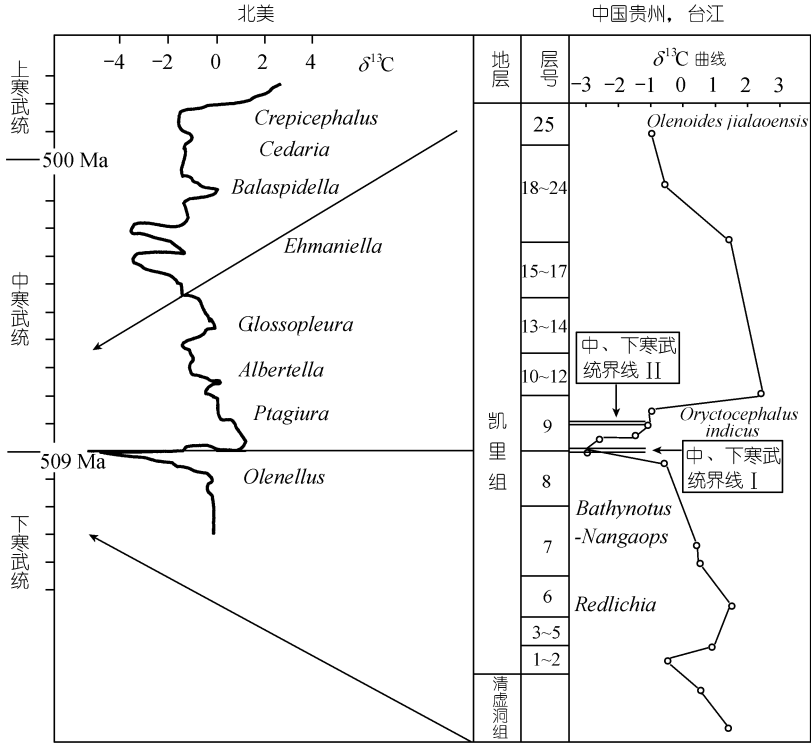 北美
中国贵州，台江
−4 −2 0 2 4 δ13C
地层
层号
δ13C 曲线
−3 −2 −1 0 1 2 3
上寒武统
500 Ma
中寒武统
509 Ma
下寒武统
Crepicephalus
Cedaria
Balaspidella
Ehmaniella
Glossopleura
Albertella
Ptagiura
Olenellus
凯里组
清虚洞组
25
18~24
15~17
13~14
10~12
9
8
7
6
3~5
1~2
Olenoides jialaoensis
中、下寒武
统界线 II
Oryctocephalus
indicus
中、下寒武
统界线 I
Bathynotus
-Nangaops
Redlichia